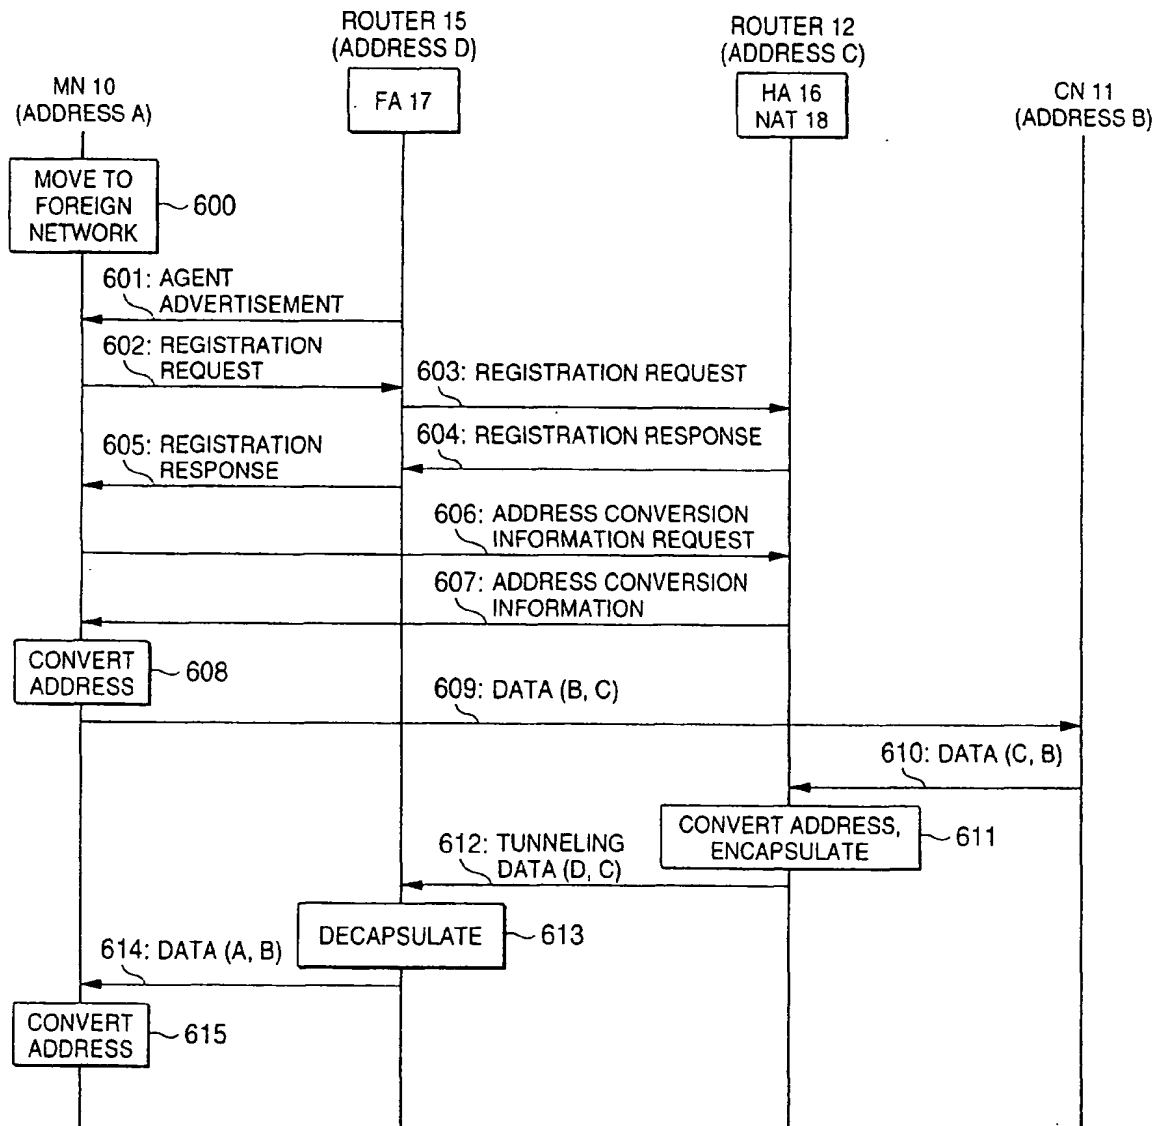 ROUTER 15
(ADDRESS D)
ROUTER 12
(ADDRESS C)
MN 10
(ADDRESS A)
FA 17
HA 16
NAT 18
CN 11
(ADDRESS B)
MOVE TO
FOREIGN
NETWORK
600
601: AGENT
ADVERTISEMENT
602: REGISTRATION
REQUEST
603: REGISTRATION REQUEST
604: REGISTRATION RESPONSE
605: REGISTRATION
RESPONSE
606: ADDRESS CONVERSION
INFORMATION REQUEST
607: ADDRESS CONVERSION
INFORMATION
CONVERT
ADDRESS
608
609: DATA (B, C)
610: DATA (C, B)
CONVERT ADDRESS,
ENCAPSULATE
611
612: TUNNELING
DATA (D, C)
DECAPSULATE
613
614: DATA (A, B)
CONVERT
ADDRESS
615